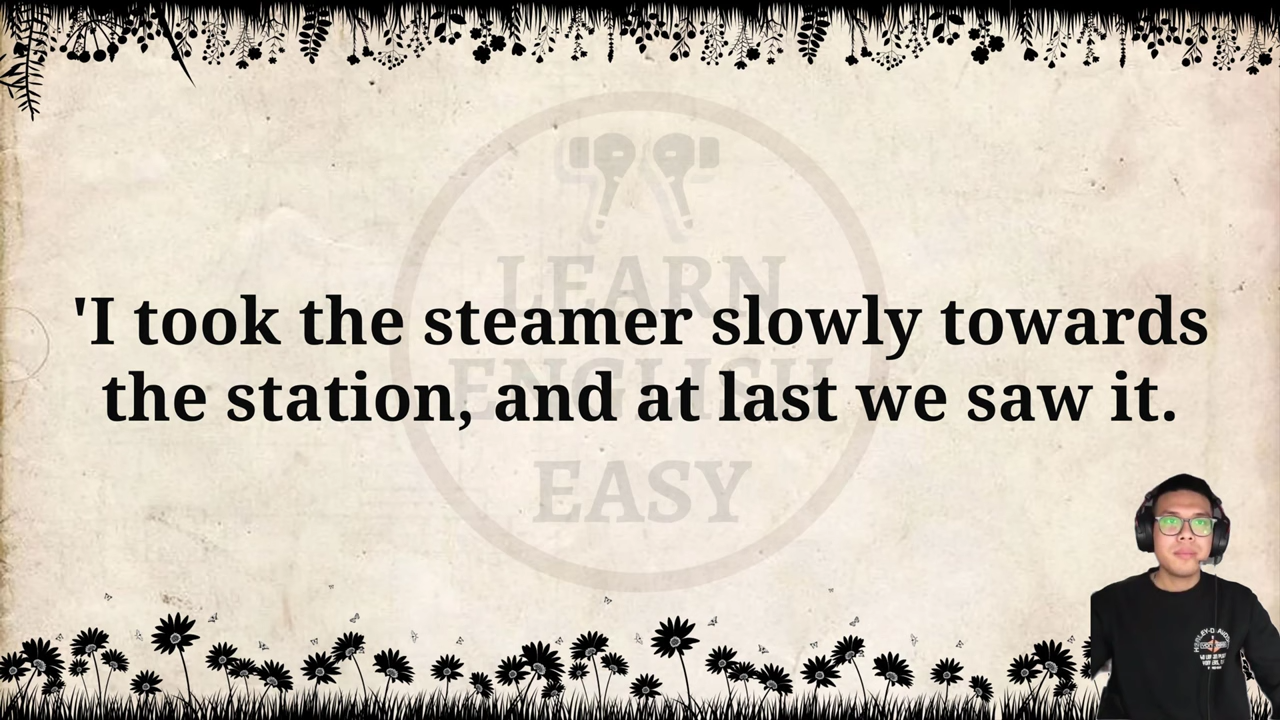 LEARN
'I took the steamer slowly towards
ENGLISH
the station, and at last we saw it.
EASY